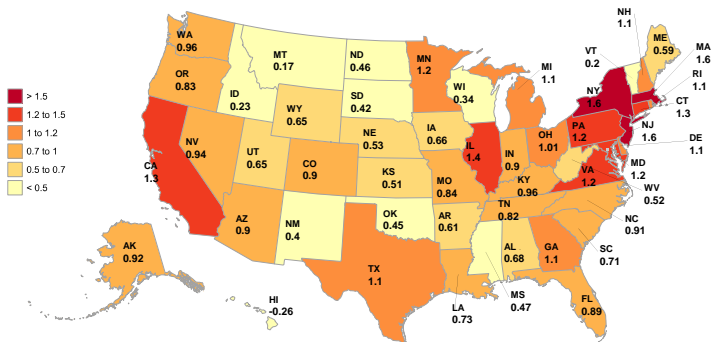 NH
1.1
ME
0.59
MA
1.6
WA
0.96
VT
0.2
MT
0.17
ND
0.46
MN
1.2
MI
1.1
RI
1.1
OR
0.83
ID
0.23
SD
0.42
WI
0.34
NY
1.6
CT
1.3
> 1.5
1.2 to 1.5
1 to 1.2
0.7 to 1
0.5 to 0.7
< 0.5
WY
0.65
NJ
1.6
PA
1.2
DE
1.1
NE
0.53
IA
0.66
OH
1.01
NV
0.94
UT
0.65
IL
1.4
IN
0.9
MD
1.2
CA
1.3
CO
0.9
KS
0.51
MO
0.84
KY
0.96
VA
1.2
WV
0.52
TN
0.82
NC
0.91
AZ
0.9
NM
0.4
OK
0.45
AR
0.61
SC
0.71
AK
0.92
AL
0.68
GA
1.1
TX
1.1
MS
0.47
HI
-0.26
LA
0.73
FL
0.89